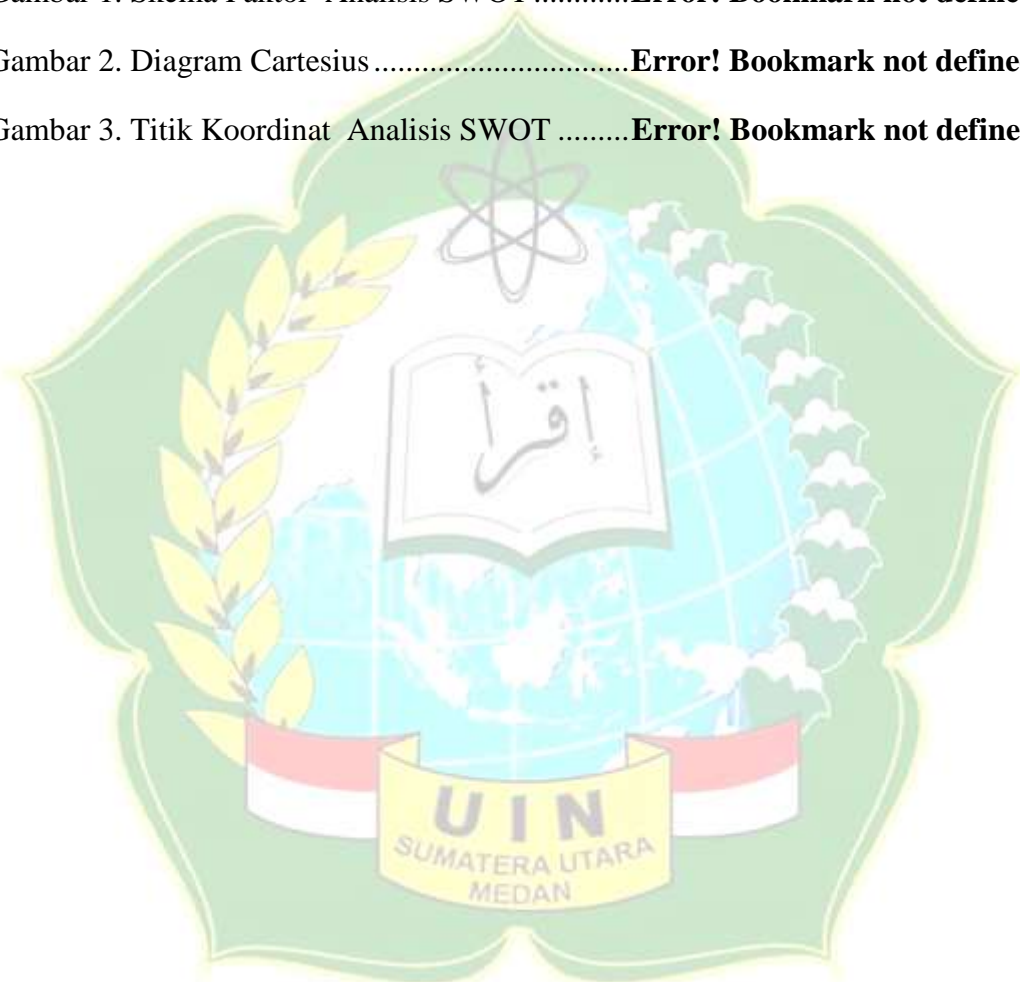 Gambar 1. Skema Faktor Analisis SWOT ............Error! Bookmark not define
Gambar 2. Diagram Cartesius ................................Error! Bookmark not define
Gambar 3. Titik Koordinat Analisis SWOT .........Error! Bookmark not define
إقرأ
UIN
SUMATERA UTARA
MEDAN